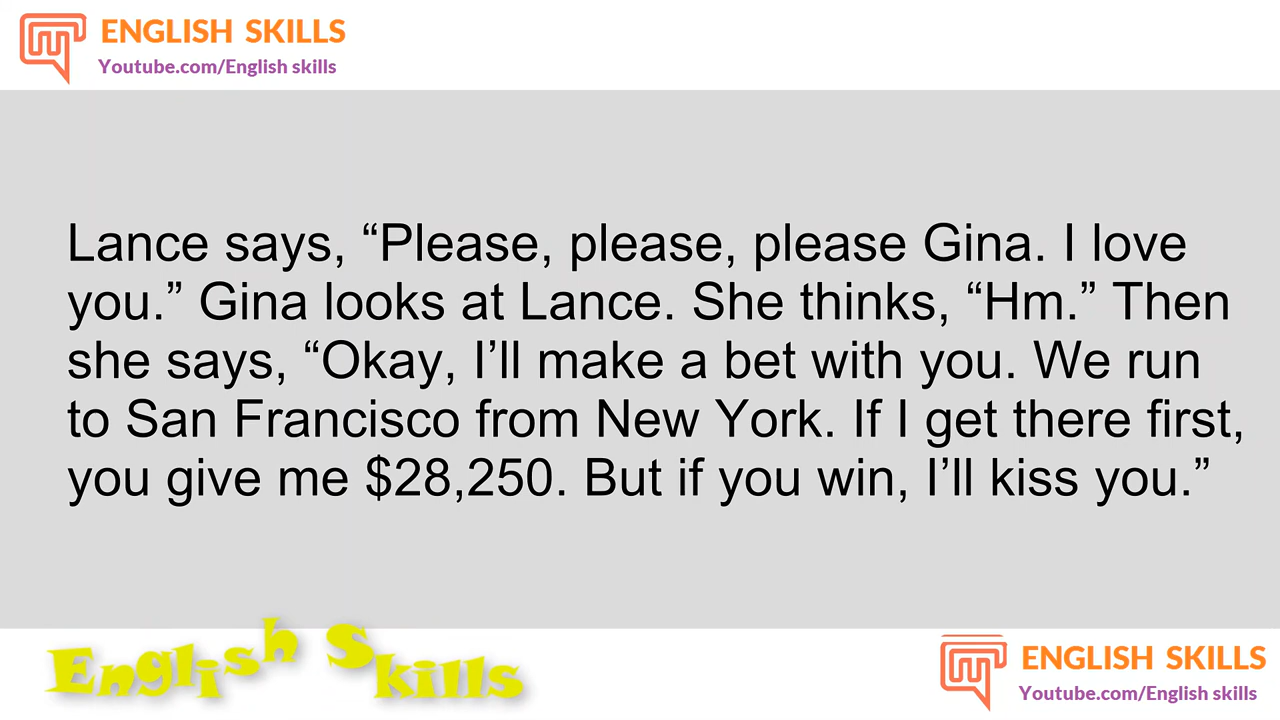 ENGLISH SKILLS
Youtube.com/English skills
Lance says, “Please, please, please Gina. I love
you.” Gina looks at Lance. She thinks, “Hm.” Then
she says, “Okay, I’ll make a bet with you. We run
to San Francisco from New York. If I get there first,
you give me $28,250. But if you win, I’ll kiss you.”
English Skills
ENGLISH SKILLS
Youtube.com/English skills